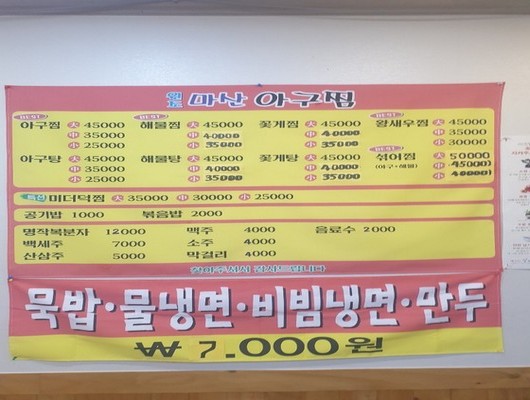 원조 마산 아구찜
BEST BEST BEST
아구찜 大 45000 해물찜 大 45000 꽃게찜 大 45000 왕새우찜 大 45000
中 35000 中 40000 中 40000 中 35000
小 25000 小 35000 小 35000 小 30000
BEST
아구탕 大 45000 해물탕 大 45000 꽃게탕 大 45000 섞어찜 大 50000
中 35000 中 40000 中 40000 (아구·해물) 中 45000
小 25000 小 35000 小 35000 小 40000
특선 미더덕찜 大 35000 中 30000 小 25000
공기밥 1000 볶음밥 2000
명작복분자 12000 맥주 4000 음료수 2000
백세주 7000 소주 4000
산삼주 5000 막걸리 4000
찾아주셔서 감사드립니다
묵밥·물냉면·비빔냉면·만두
₩ 7.000원